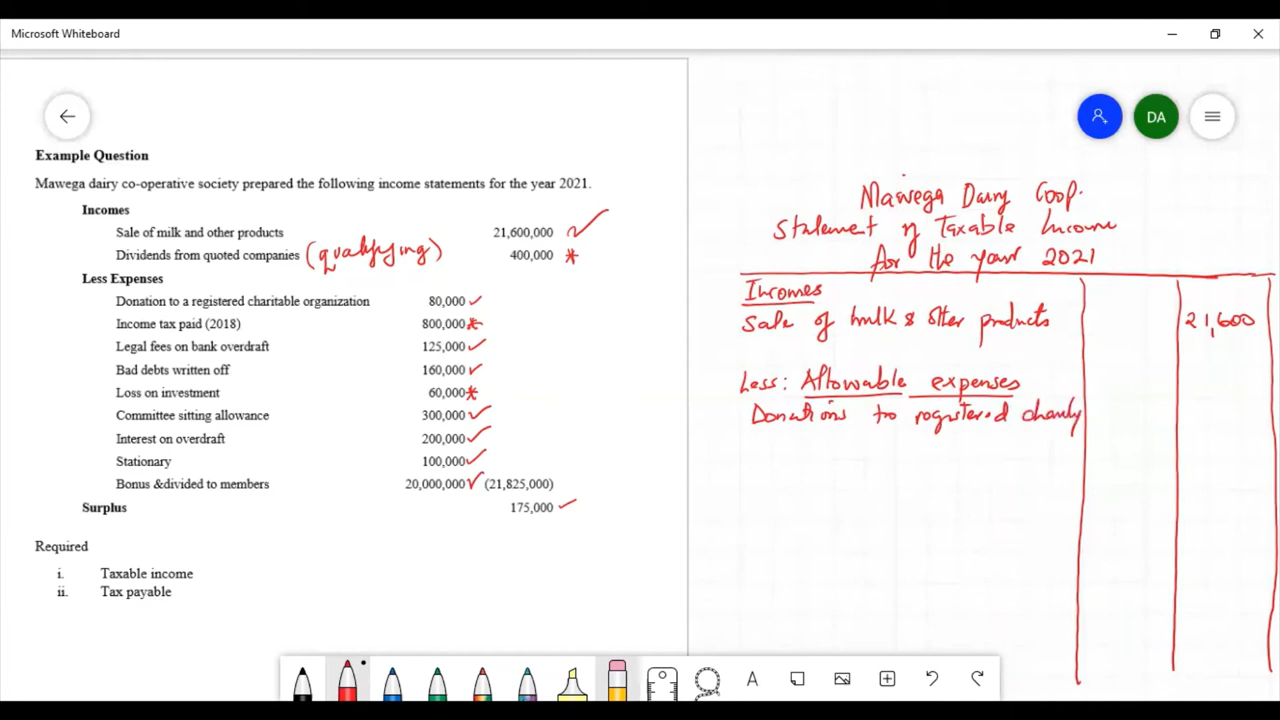 Microsoft Whiteboard
DA
Example Question
Mawega dairy co-operative society prepared the following income statements for the year 2021.
Incomes
Sale of milk and other products 21,600,000
Dividends from quoted companies (qualifying) 400,000 *
Less Expenses
Donation to a registered charitable organization 80,000
Income tax paid (2018) 800,000 *
Legal fees on bank overdraft 125,000
Bad debts written off 160,000
Loss on investment 60,000 *
Committee sitting allowance 300,000
Interest on overdraft 200,000
Stationary 100,000
Bonus &divided to members 20,000,000 (21,825,000)
Surplus 175,000
Required
i. Taxable income
ii. Tax payable
Mawega Dairy Coop.
Statement of Taxable Income
for the year 2021
Incomes
Sale of milk & other products 21,600
Less: Allowable expenses
Donations to registered charity
A